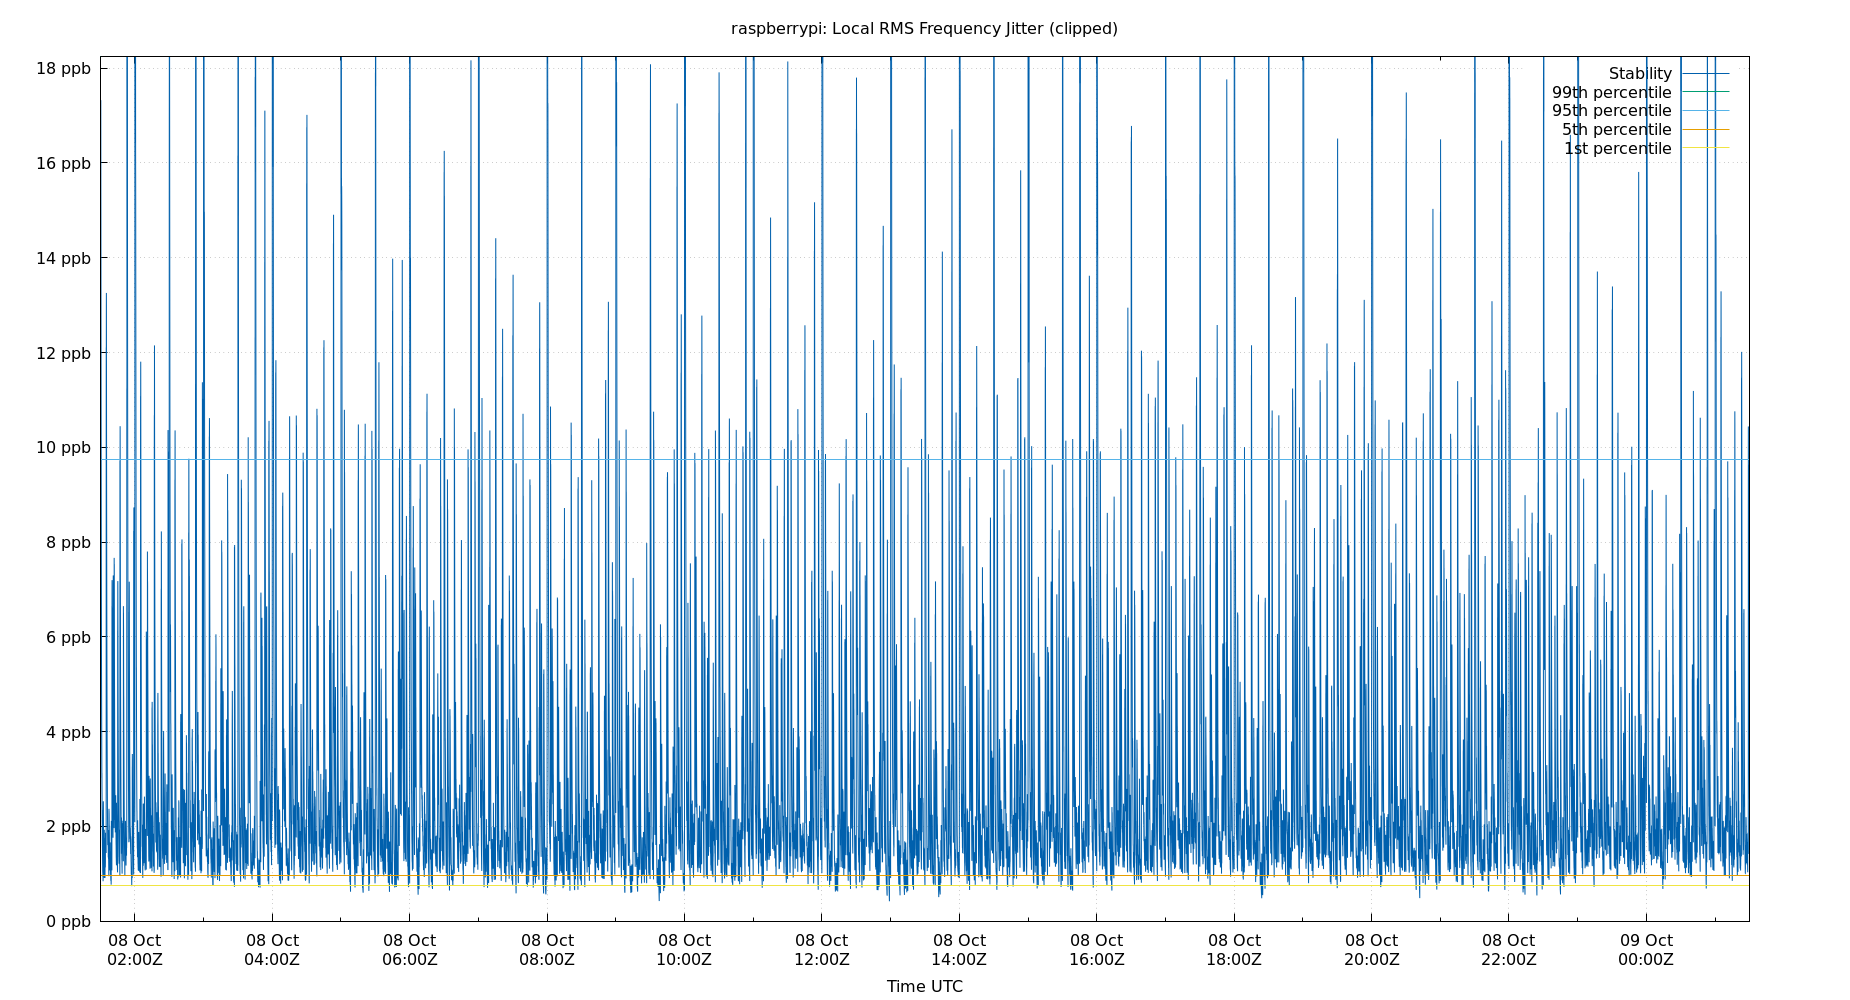 raspberrypi: Local RMS Frequency Jitter (clipped)
18 ppb
16 ppb
14 ppb
12 ppb
10 ppb
8 ppb
6 ppb
4 ppb
2 ppb
0 ppb
Stability
99th percentile
95th percentile
5th percentile
1st percentile
08 Oct 08 Oct 08 Oct 08 Oct 08 Oct 08 Oct 08 Oct 08 Oct 08 Oct 08 Oct 08 Oct 09 Oct
02:00Z 04:00Z 06:00Z 08:00Z 10:00Z 12:00Z 14:00Z 16:00Z 18:00Z 20:00Z 22:00Z 00:00Z
Time UTC